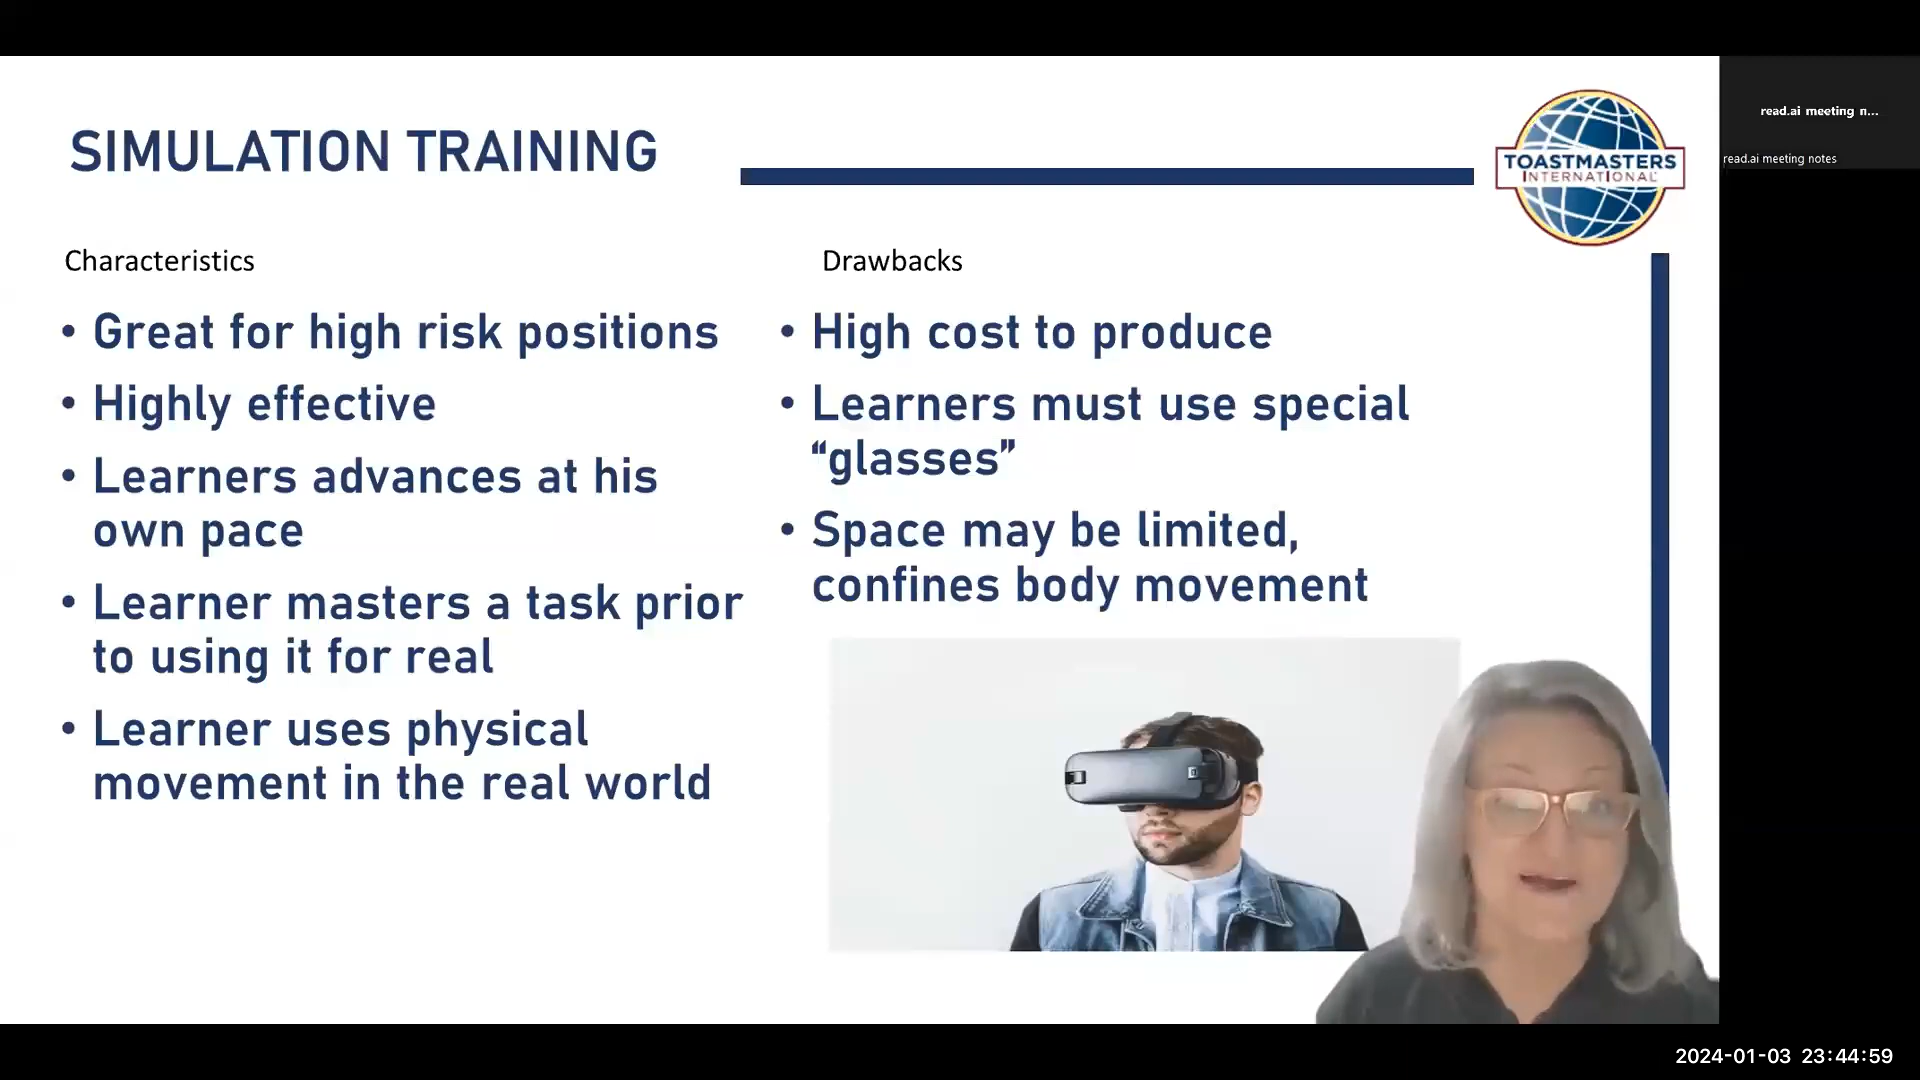 SIMULATION TRAINING
TOASTMASTERS
INTERNATIONAL
read.ai meeting n...
read.ai meeting notes
Characteristics
• Great for high risk positions
• Highly effective
• Learners advances at his
own pace
• Learner masters a task prior
to using it for real
• Learner uses physical
movement in the real world
Drawbacks
• High cost to produce
• Learners must use special
“glasses”
• Space may be limited,
confines body movement
2024-01-03 23:44:59